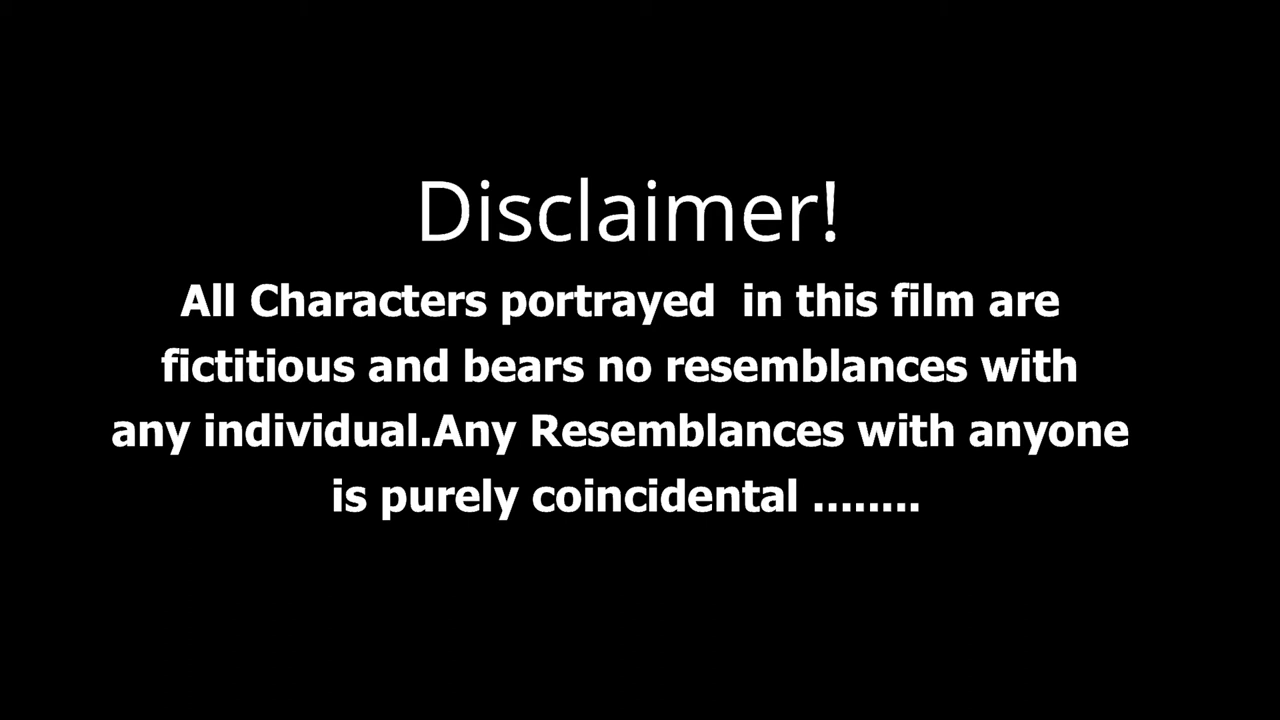 Disclaimer!
All Characters portrayed  in this film are
fictitious and bears no resemblances with
any individual.Any Resemblances with anyone
is purely coincidental ........